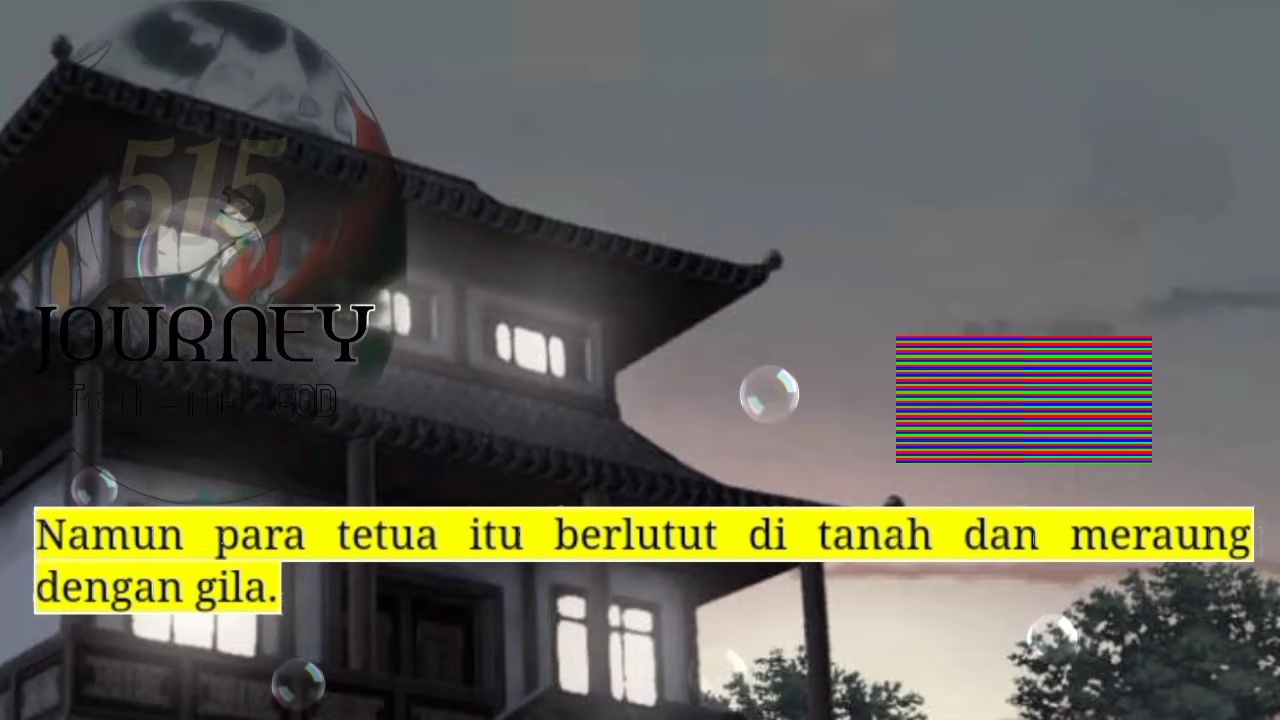 515
JOURNEY
Namun para tetua itu berlutut di tanah dan meraung
dengan gila.